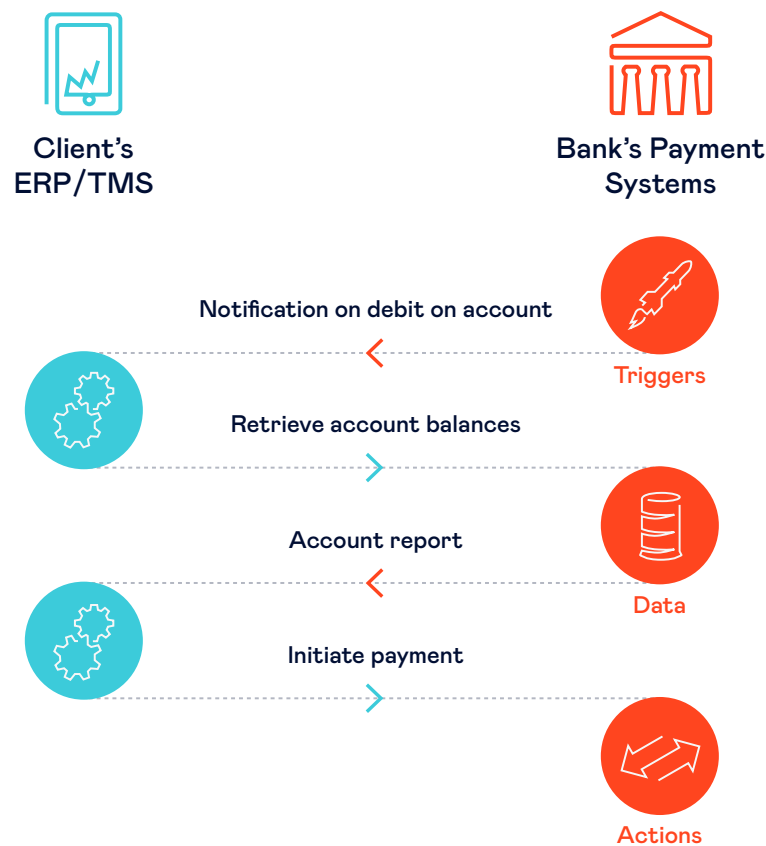 Client’s
ERP/TMS
Bank’s Payment
Systems
Notification on debit on account
Triggers
Retrieve account balances
Account report
Data
Initiate payment
Actions